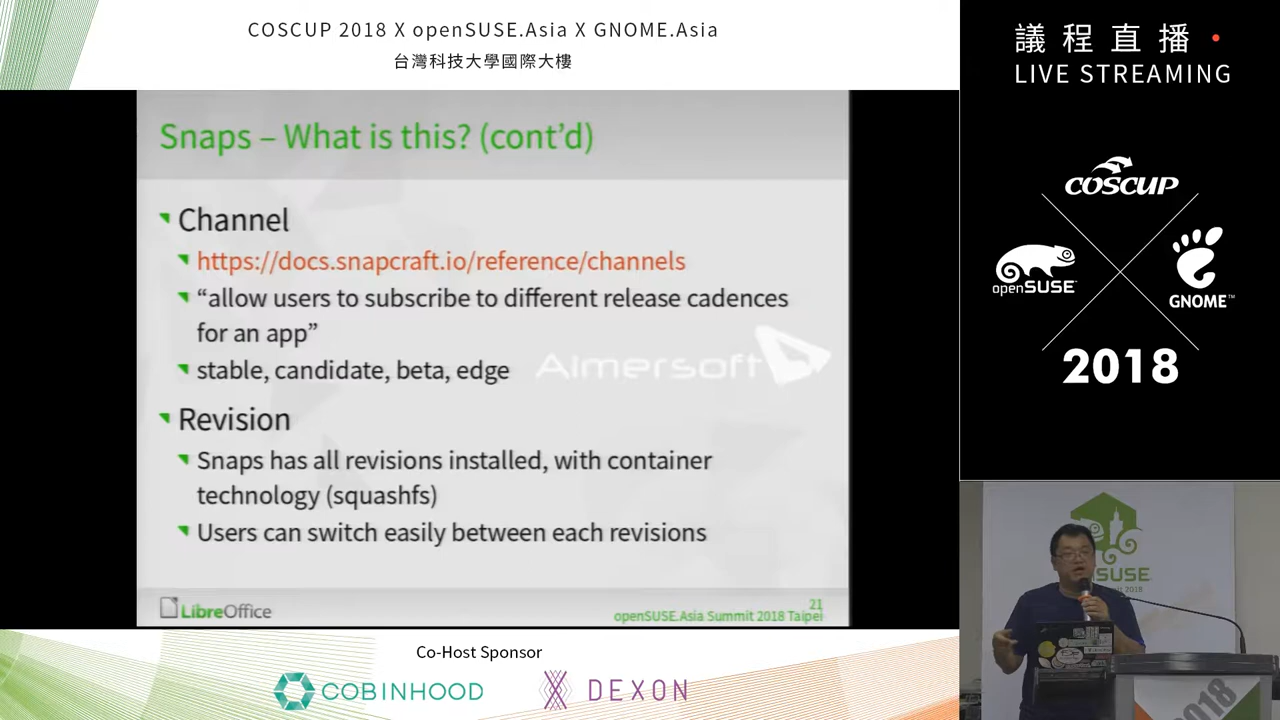 COSCUP 2018 X openSUSE.Asia X GNOME.Asia
台灣科技大學國際大樓
議程直播
LIVE STREAMING
Snaps – What is this? (cont’d)
Channel
https://docs.snapcraft.io/reference/channels
“allow users to subscribe to different release cadences
for an app”
stable, candidate, beta, edge
Aimersoft
Revision
Snaps has all revisions installed, with container
technology (squashfs)
Users can switch easily between each revisions
LibreOffice
21
openSUSE.Asia Summit 2018 Taipei
COSCUP
openSUSE
GNOME™
2018
SUSE
2018
Co-Host Sponsor
COBINHOOD
DEXON